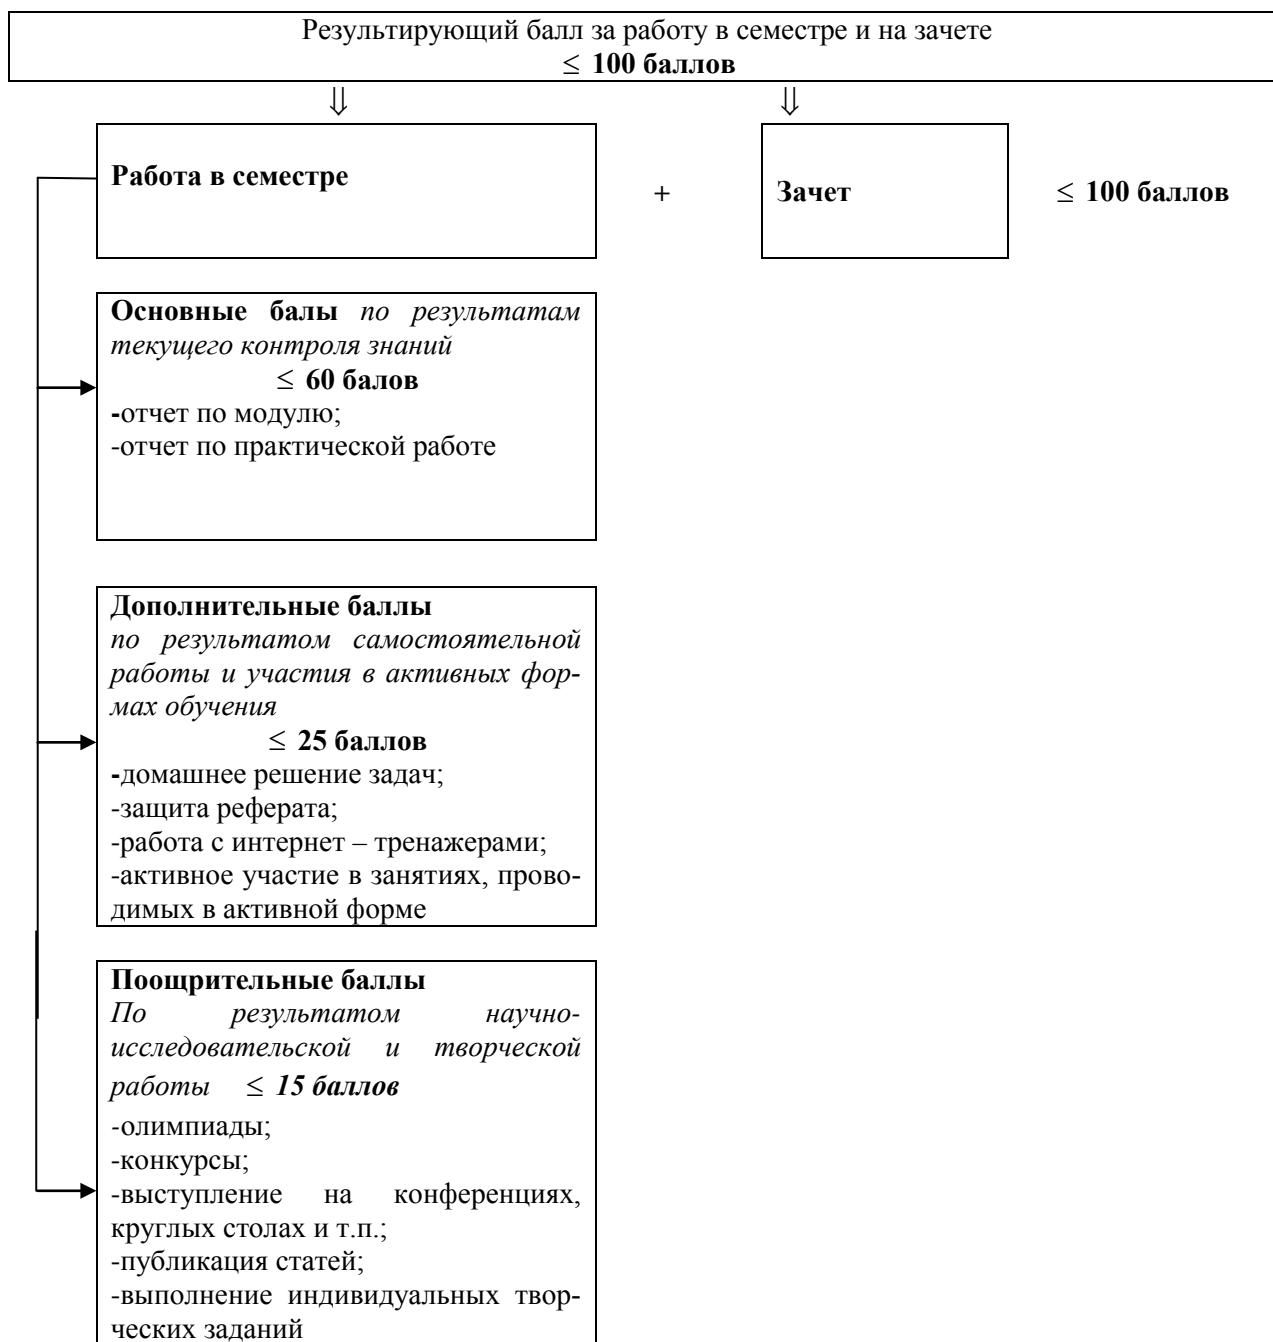 Результирующий балл за работу в семестре и на зачете
≤ 100 баллов
⇓ ⇓
Работа в семестре + Зачет ≤ 100 баллов
Основные балы по результатам
текущего контроля знаний
≤ 60 балов
-отчет по модулю;
-отчет по практической работе
Дополнительные баллы
по результатом самостоятельной
работы и участия в активных фор-
мах обучения
≤ 25 баллов
-домашнее решение задач;
-защита реферата;
-работа с интернет – тренажерами;
-активное участие в занятиях, прово-
димых в активной форме
Поощрительные баллы
По результатом научно-
исследовательской и творческой
работы ≤ 15 баллов
-олимпиады;
-конкурсы;
-выступление на конференциях,
круглых столах и т.п.;
-публикация статей;
-выполнение индивидуальных твор-
ческих заданий